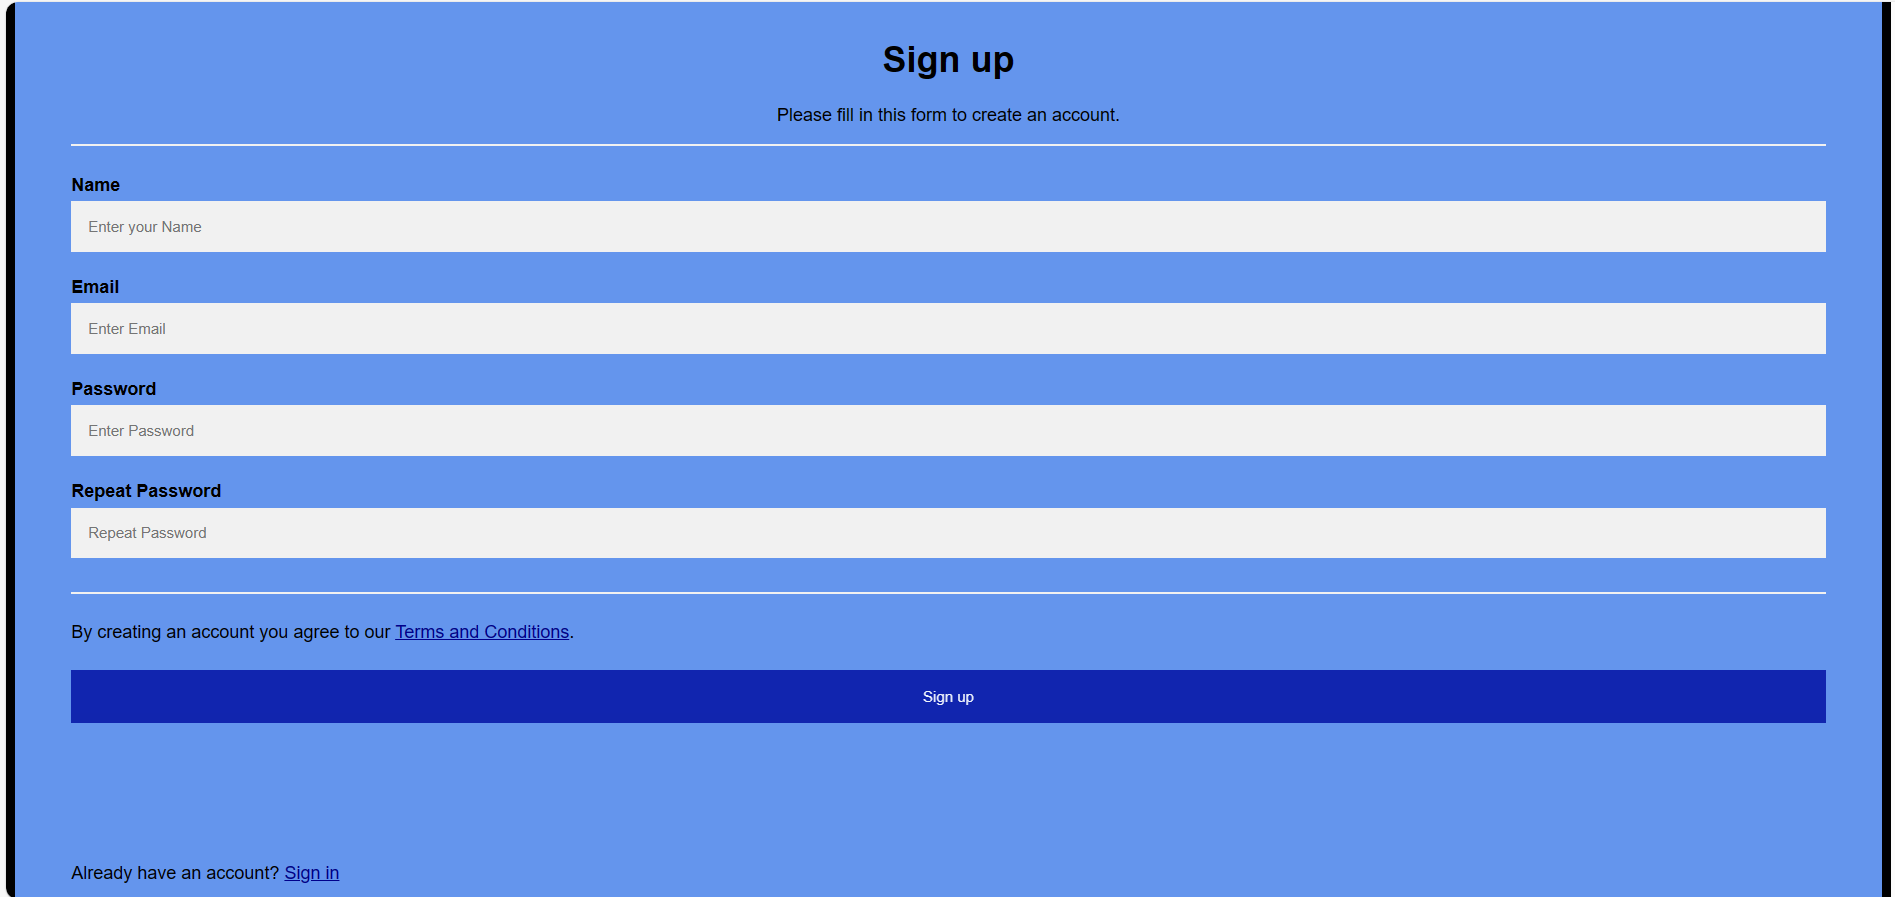 Sign up
Please fill in this form to create an account.
Name
Enter your Name
Email
Enter Email
Password
Enter Password
Repeat Password
Repeat Password
By creating an account you agree to our Terms and Conditions.
Sign up
Already have an account? Sign in